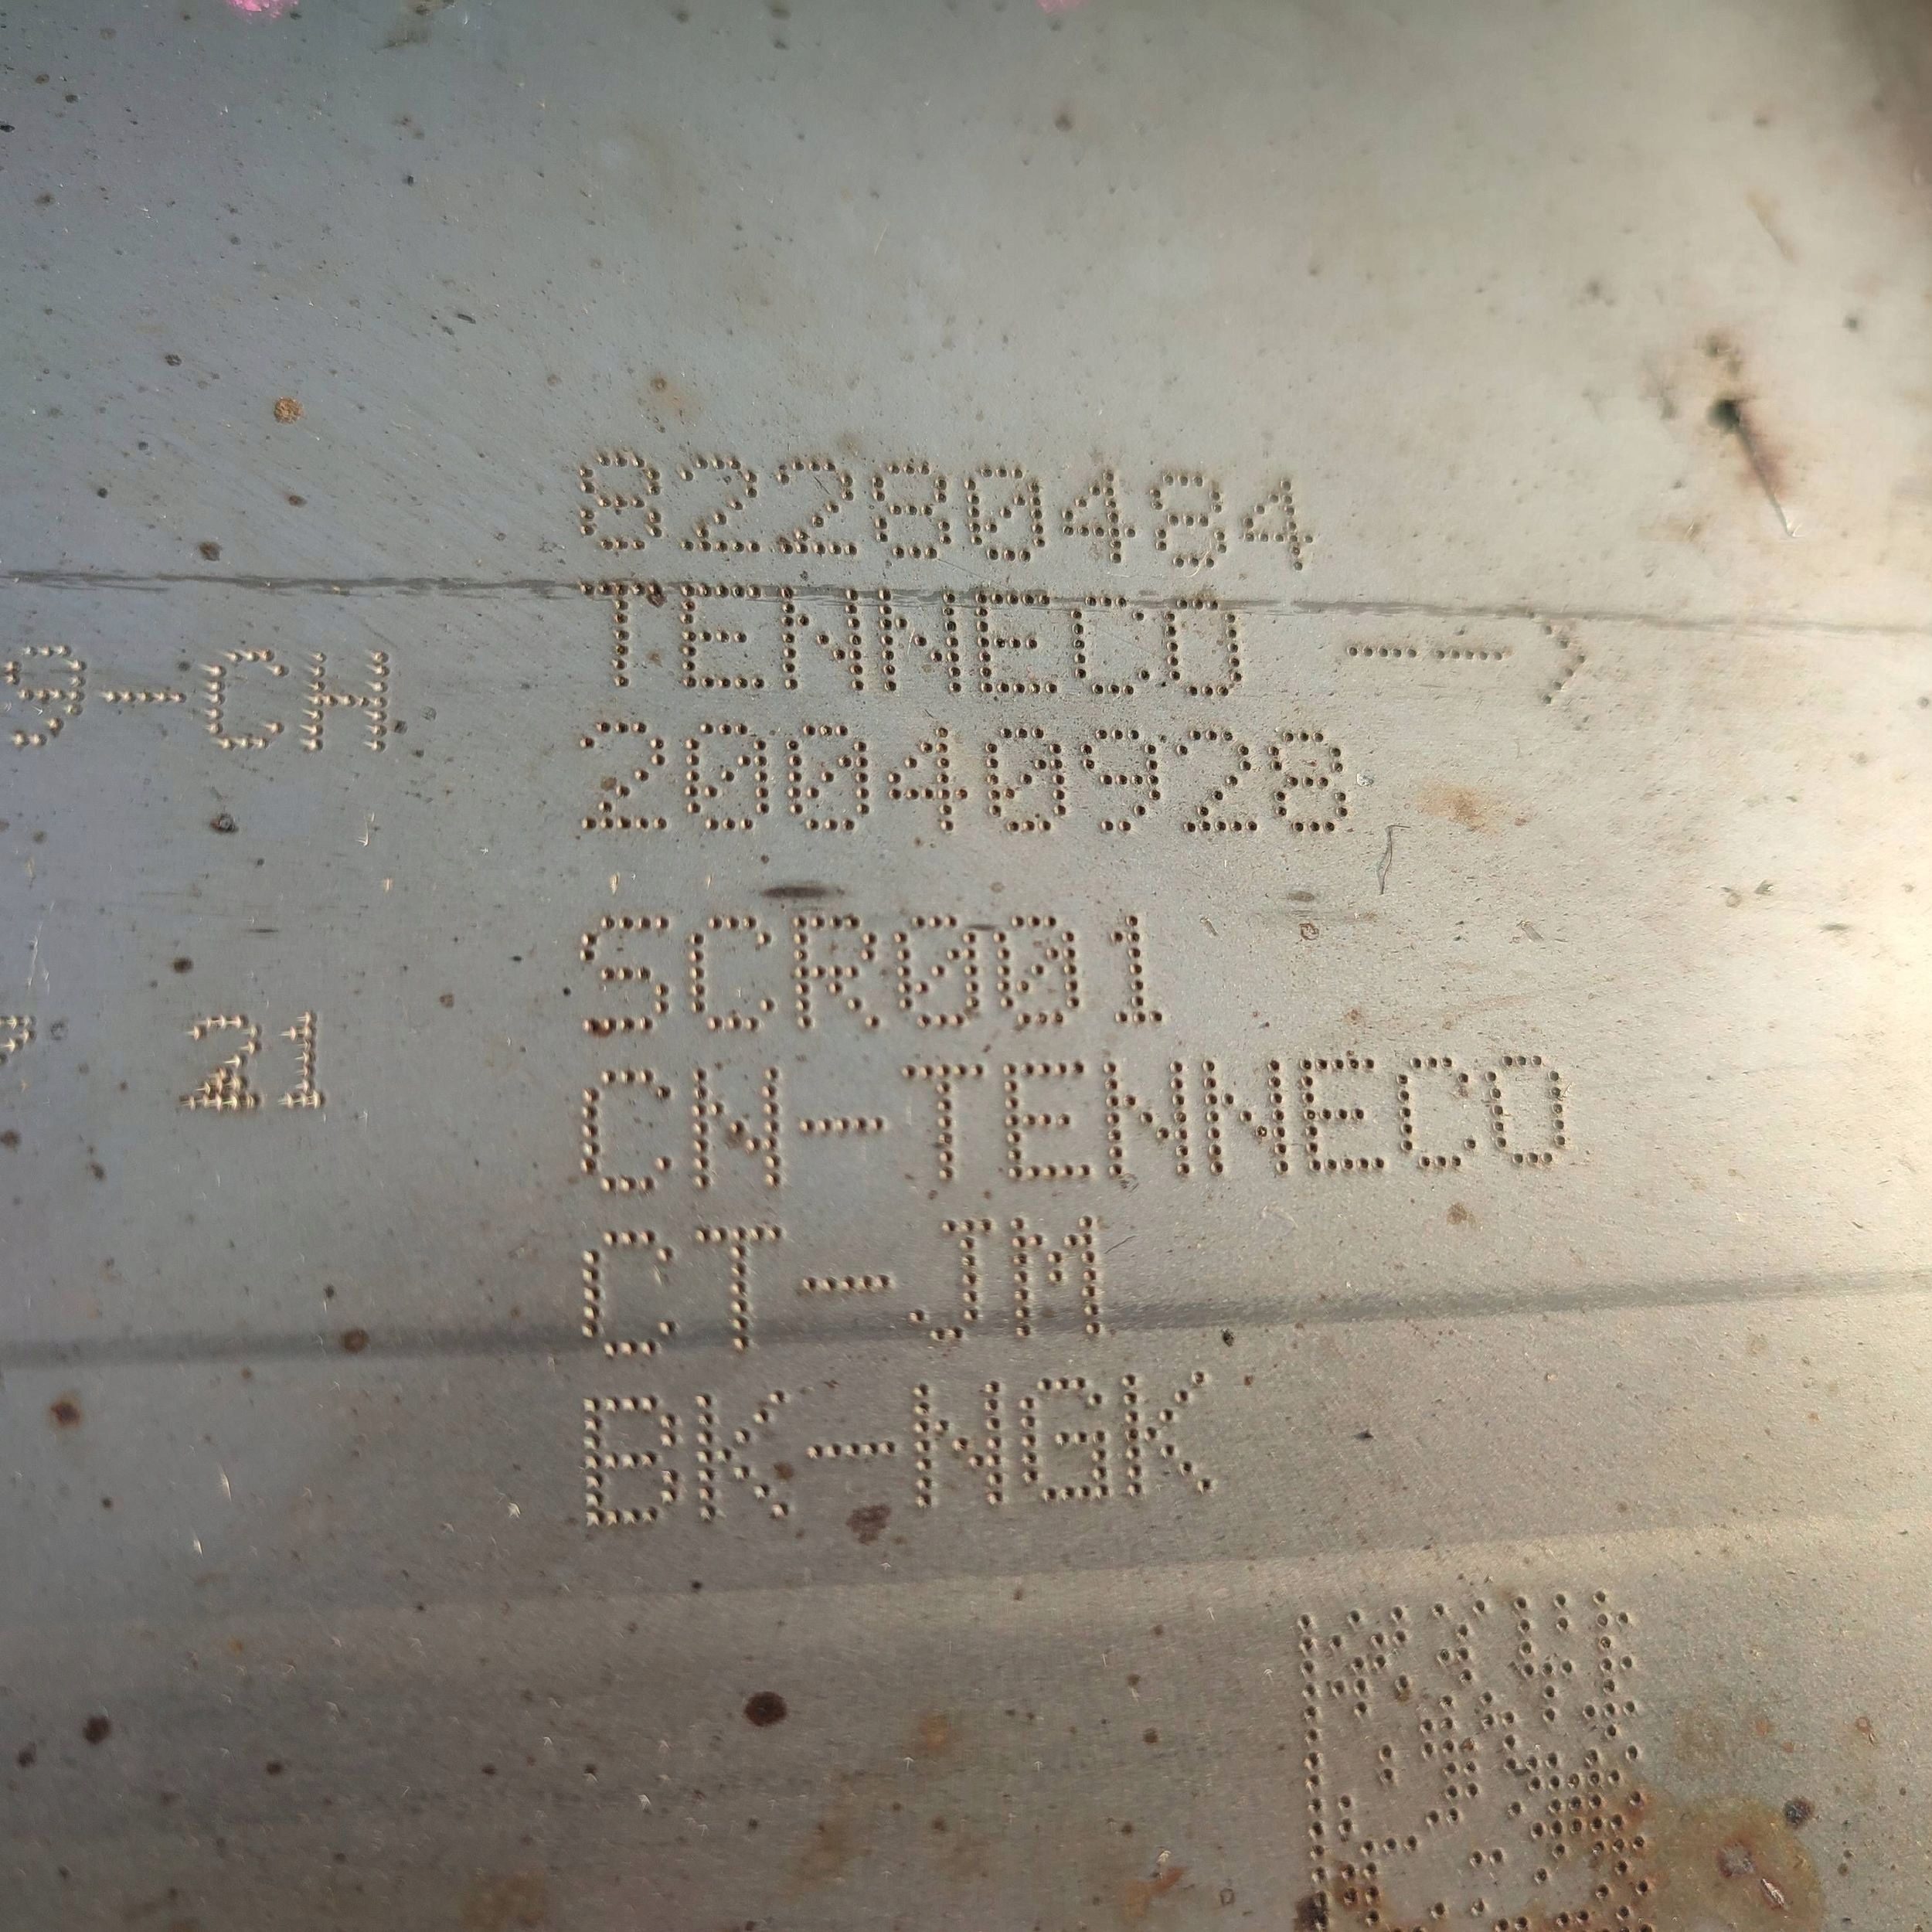 82280484
TENNECO --->
9-CH
20040928
SCR001
21
CN-TENNECO
CT-JM
BK-NGK